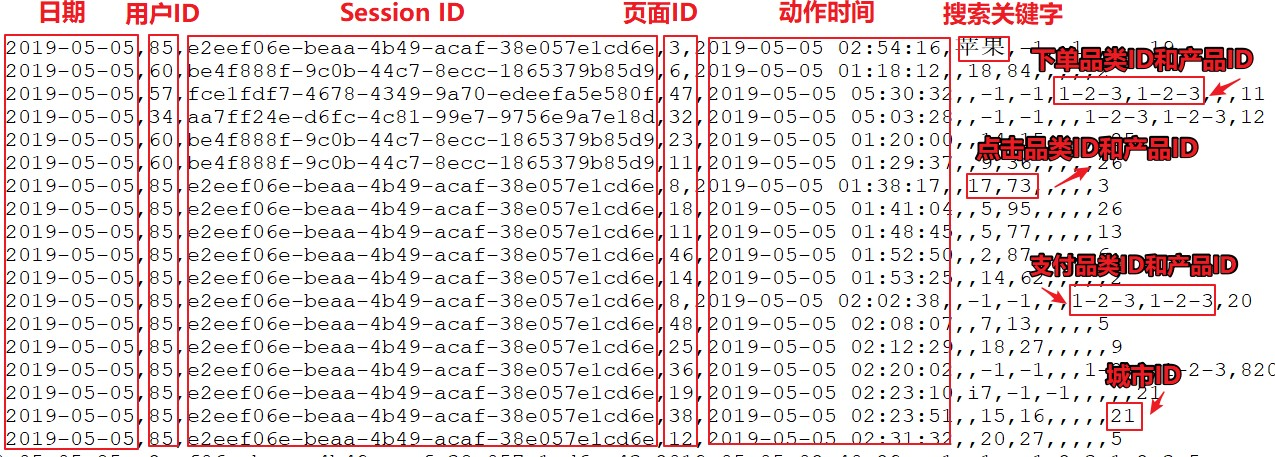 日期 用户ID Session ID 页面ID 动作时间 搜索关键字
2019-05-05,85,e2eef06e-beaa-4b49-acaf-38e057e1cd6e,3,2019-05-05 02:54:16,苹果,-1,-1,,,,,19
下单品类ID和产品ID
2019-05-05,60,be4f888f-9c0b-44c7-8ecc-1865379b85d9,6,2019-05-05 01:18:12,,18,84,,,,,2
2019-05-05,57,fce1fdf7-4678-4349-9a70-eeeefa5e580f,47,2019-05-05 05:30:32,,-1,-1,1-2-3,1-2-3,,,11
2019-05-05,34,aa7ff24e-d6fc-4c81-99e7-9756e9a7e18d,32,2019-05-05 05:03:28,,-1,-1,,,1-2-3,1-2-3,12
2019-05-05,60,be4f888f-9c0b-44c7-8ecc-1865379b85d9,23,2019-05-05 01:20:00,
点击品类ID和产品ID
2019-05-05,60,be4f888f-9c0b-44c7-8ecc-1865379b85d9,11,2019-05-05 01:29:37,,9,36,,,,,26
2019-05-05,85,e2eef06e-beaa-4b49-acaf-38e057e1cd6e,8,2019-05-05 01:38:17,,17,73,,,,,3
2019-05-05,85,e2eef06e-beaa-4b49-acaf-38e057e1cd6e,18,2019-05-05 01:41:04,,5,95,,,,,26
2019-05-05,85,e2eef06e-beaa-4b49-acaf-38e057e1cd6e,11,2019-05-05 01:48:45,,5,77,,,,,13
2019-05-05,85,e2eef06e-beaa-4b49-acaf-38e057e1cd6e,46,2019-05-05 01:52:50,,2,87
支付品类ID和产品ID
2019-05-05,85,e2eef06e-beaa-4b49-acaf-38e057e1cd6e,14,2019-05-05 01:53:25,,14,62,,,,,2
2019-05-05,85,e2eef06e-beaa-4b49-acaf-38e057e1cd6e,8,2019-05-05 02:02:38,,-1,-1,,,1-2-3,1-2-3,20
2019-05-05,85,e2eef06e-beaa-4b49-acaf-38e057e1cd6e,48,2019-05-05 02:08:07,,7,13,,,,,5
2019-05-05,85,e2eef06e-beaa-4b49-acaf-38e057e1cd6e,25,2019-05-05 02:12:29,,18,27,,,,,9
2019-05-05,85,e2eef06e-beaa-4b49-acaf-38e057e1cd6e,36,2019-05-05 02:20:02,,-1,-1,,,1-2-3,820
城市ID
2019-05-05,85,e2eef06e-beaa-4b49-acaf-38e057e1cd6e,19,2019-05-05 02:23:10,i7,-1,-1,,,,,21
2019-05-05,85,e2eef06e-beaa-4b49-acaf-38e057e1cd6e,38,2019-05-05 02:23:51,,15,16,,,,,21
2019-05-05,85,e2eef06e-beaa-4b49-acaf-38e057e1cd6e,12,2019-05-05 02:31:32,,20,27,,,,,5